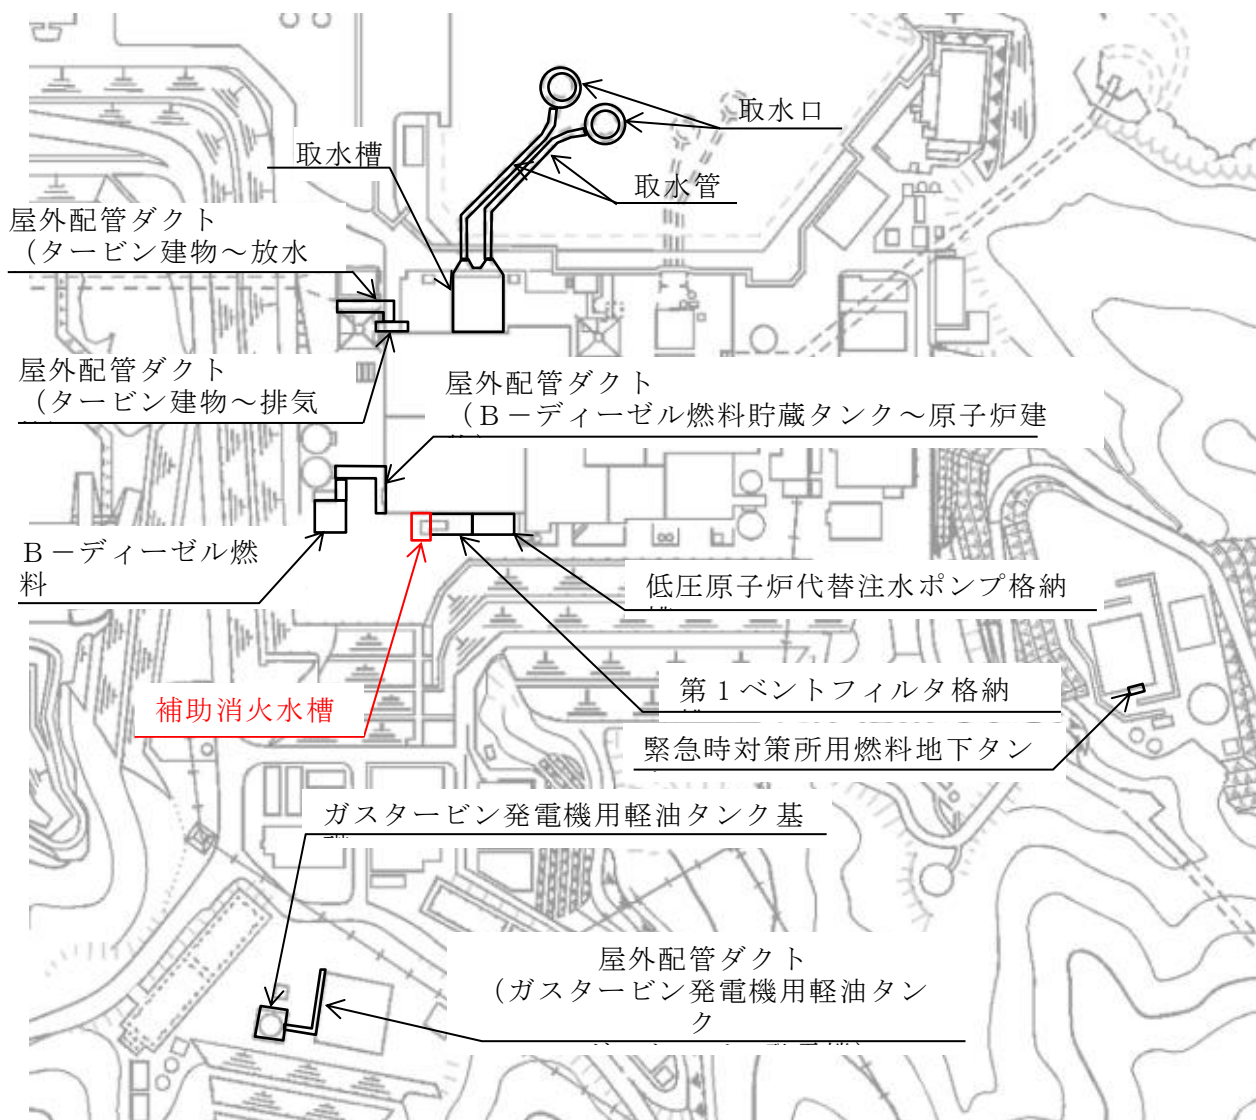 取水口
取水槽
取水管
屋外配管ダクト
（タービン建物～放水
屋外配管ダクト
（タービン建物～排気
屋外配管ダクト
（Ｂ－ディーゼル燃料貯蔵タンク～原子炉建
Ｂ－ディーゼル燃
料
低圧原子炉代替注水ポンプ格納
第１ベントフィルタ格納
補助消火水槽
緊急時対策所用燃料地下タン
ガスタービン発電機用軽油タンク基
屋外配管ダクト
（ガスタービン発電機用軽油タン
ク